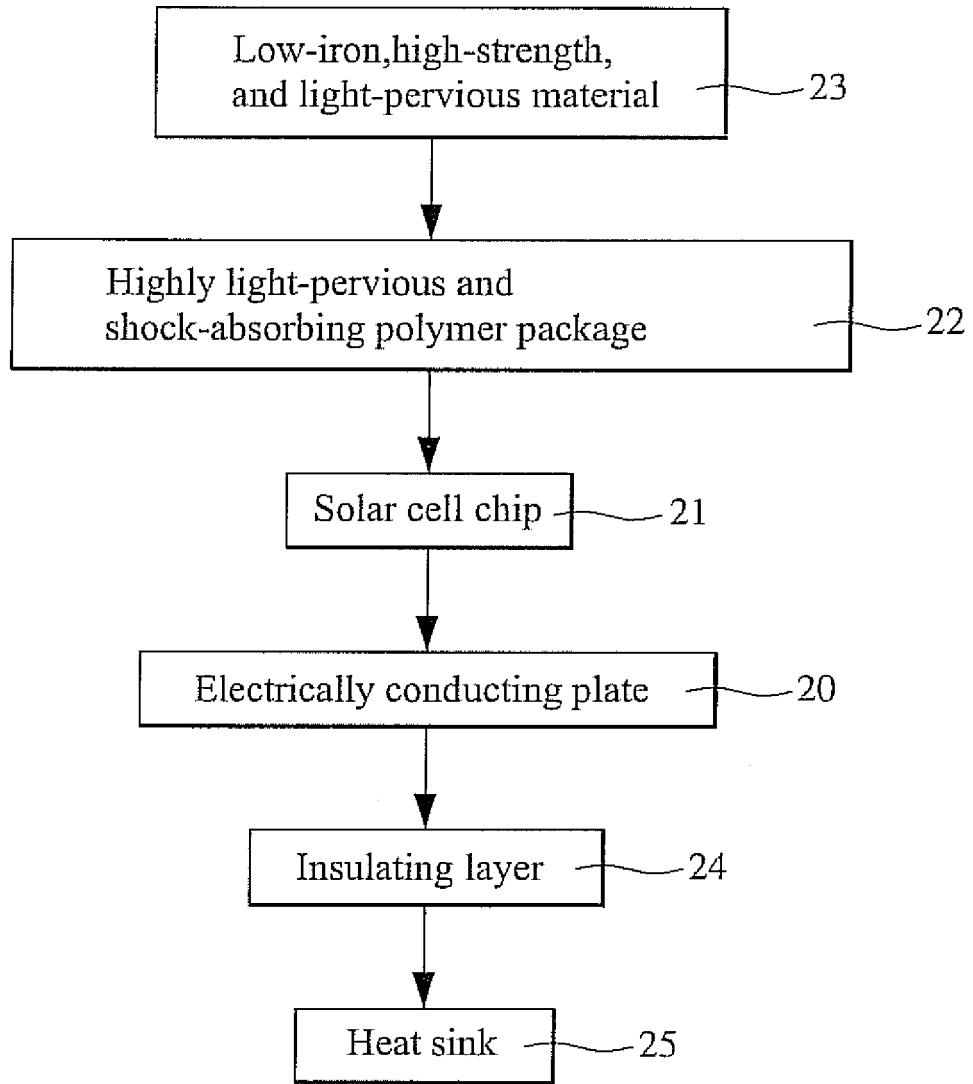 Low-iron,high-strength,
and light-pervious material
23
Highly light-pervious and
shock-absorbing polymer package
22
Solar cell chip
21
Electrically conducting plate
20
Insulating layer
24
Heat sink
25